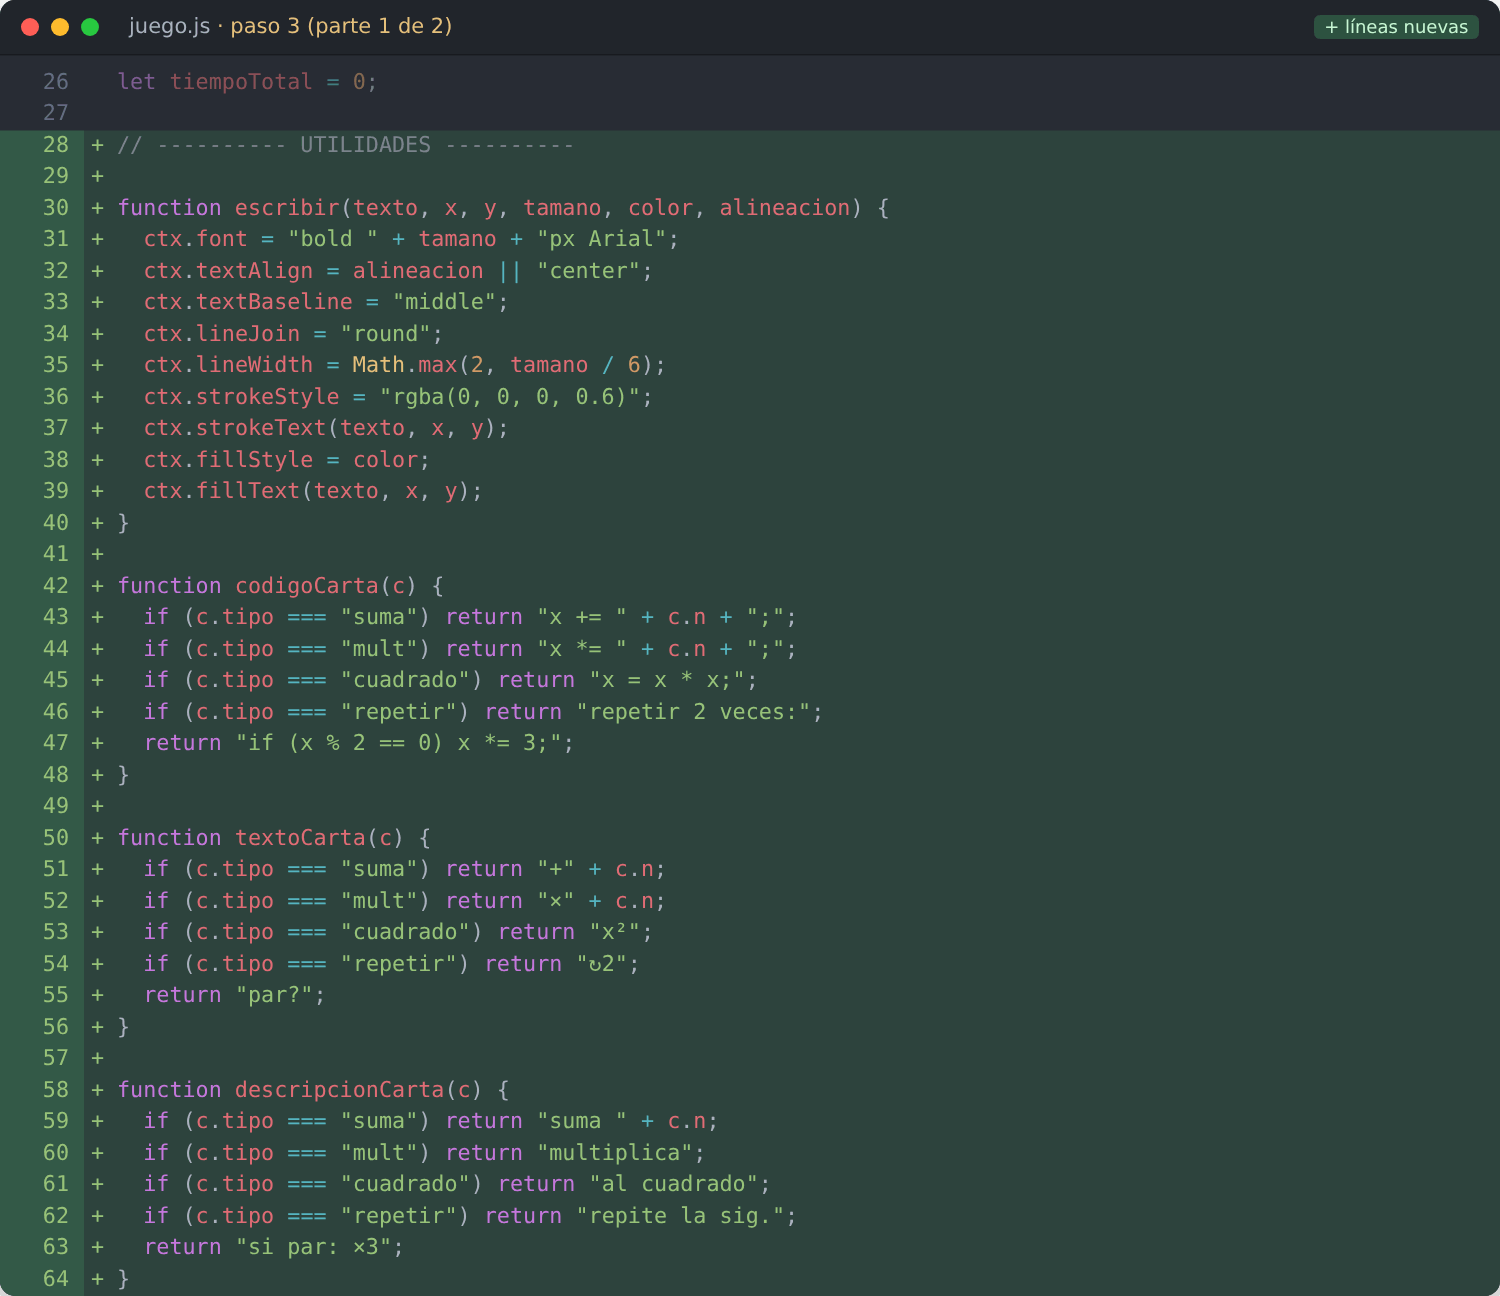 juego.js · paso 3 (parte 1 de 2)
+ líneas nuevas
26 let tiempoTotal = 0;
27
28 + // ---------- UTILIDADES ----------
29 +
30 + function escribir(texto, x, y, tamano, color, alineacion) {
31 +   ctx.font = "bold " + tamano + "px Arial";
32 +   ctx.textAlign = alineacion || "center";
33 +   ctx.textBaseline = "middle";
34 +   ctx.lineJoin = "round";
35 +   ctx.lineWidth = Math.max(2, tamano / 6);
36 +   ctx.strokeStyle = "rgba(0, 0, 0, 0.6)";
37 +   ctx.strokeText(texto, x, y);
38 +   ctx.fillStyle = color;
39 +   ctx.fillText(texto, x, y);
40 + }
41 +
42 + function codigoCarta(c) {
43 +   if (c.tipo === "suma") return "x += " + c.n + ";";
44 +   if (c.tipo === "mult") return "x *= " + c.n + ";";
45 +   if (c.tipo === "cuadrado") return "x = x * x;";
46 +   if (c.tipo === "repetir") return "repetir 2 veces:";
47 +   return "if (x % 2 == 0) x *= 3;";
48 + }
49 +
50 + function textoCarta(c) {
51 +   if (c.tipo === "suma") return "+" + c.n;
52 +   if (c.tipo === "mult") return "×" + c.n;
53 +   if (c.tipo === "cuadrado") return "x²";
54 +   if (c.tipo === "repetir") return "↻2";
55 +   return "par?";
56 + }
57 +
58 + function descripcionCarta(c) {
59 +   if (c.tipo === "suma") return "suma " + c.n;
60 +   if (c.tipo === "mult") return "multiplica";
61 +   if (c.tipo === "cuadrado") return "al cuadrado";
62 +   if (c.tipo === "repetir") return "repite la sig.";
63 +   return "si par: ×3";
64 + }